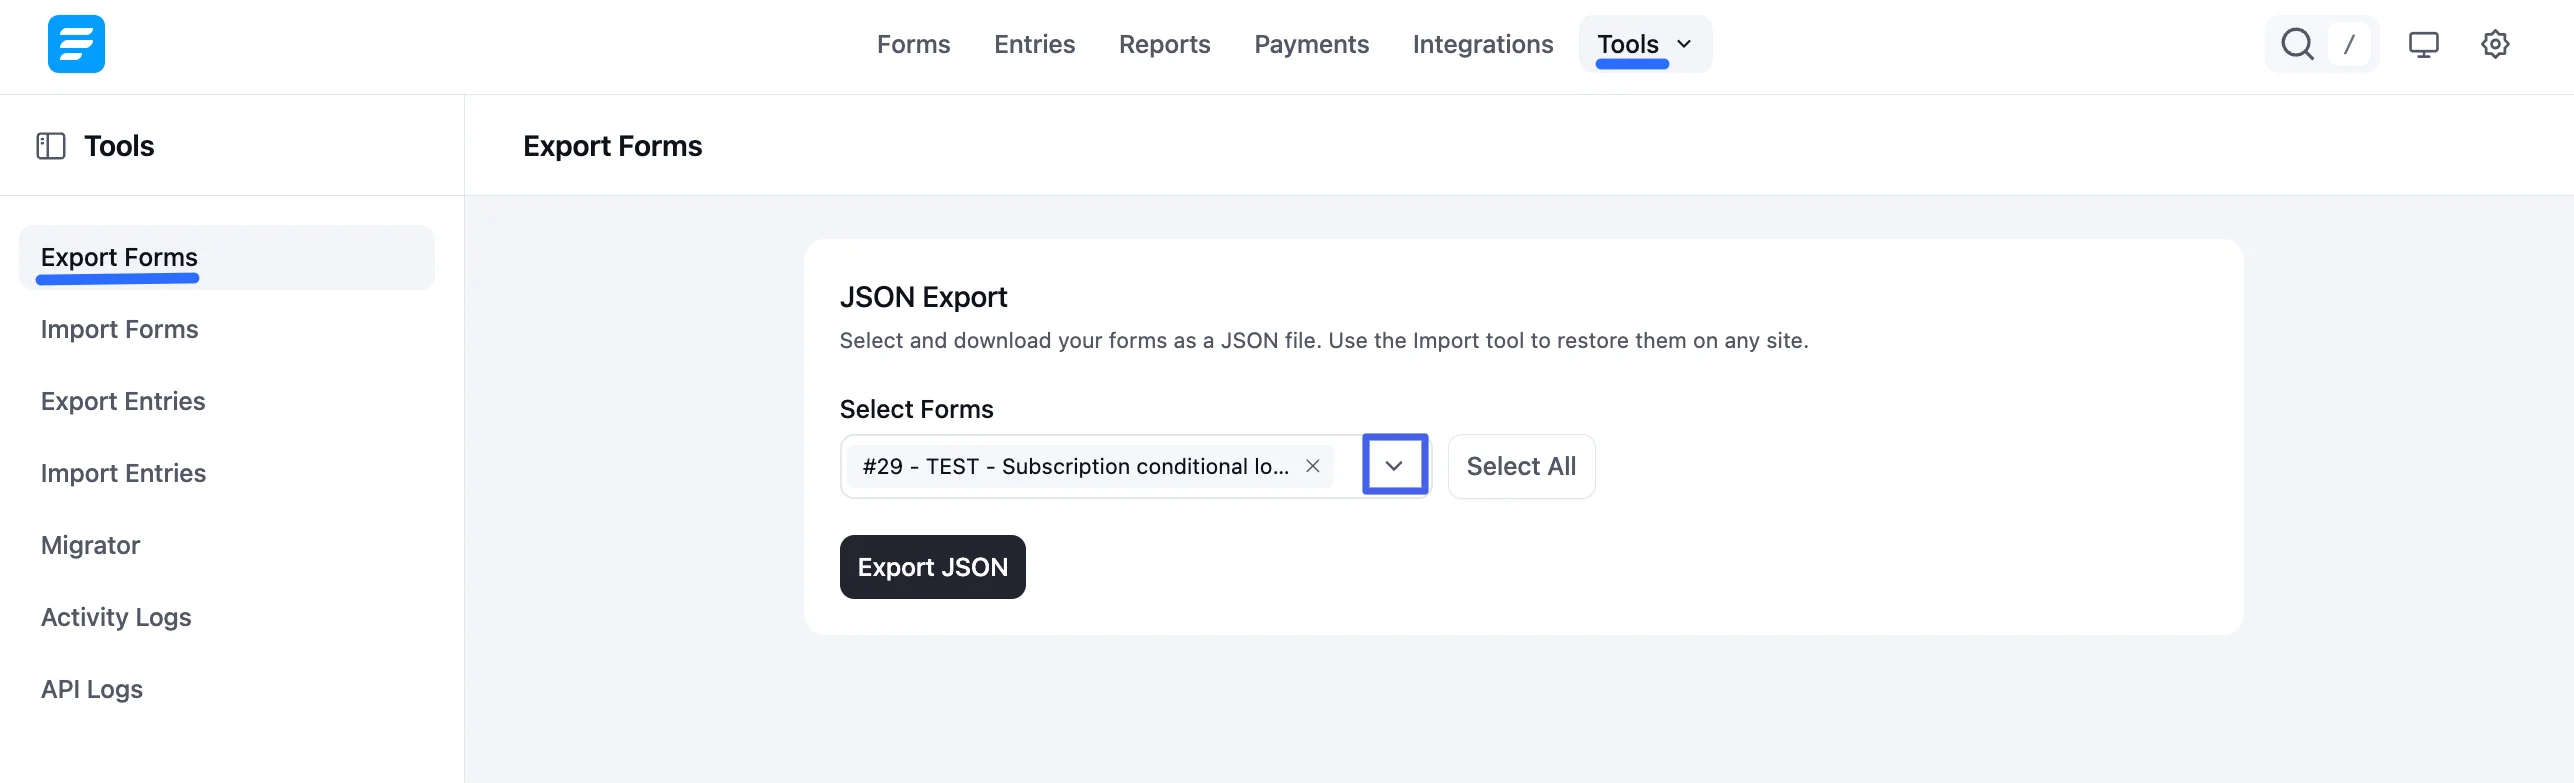 Forms Entries Reports Payments Integrations Tools /
Tools
Export Forms
Export Forms
Import Forms
Export Entries
Import Entries
Migrator
Activity Logs
API Logs
JSON Export
Select and download your forms as a JSON file. Use the Import tool to restore them on any site.
Select Forms
#29 - TEST - Subscription conditional lo... Select All
Export JSON